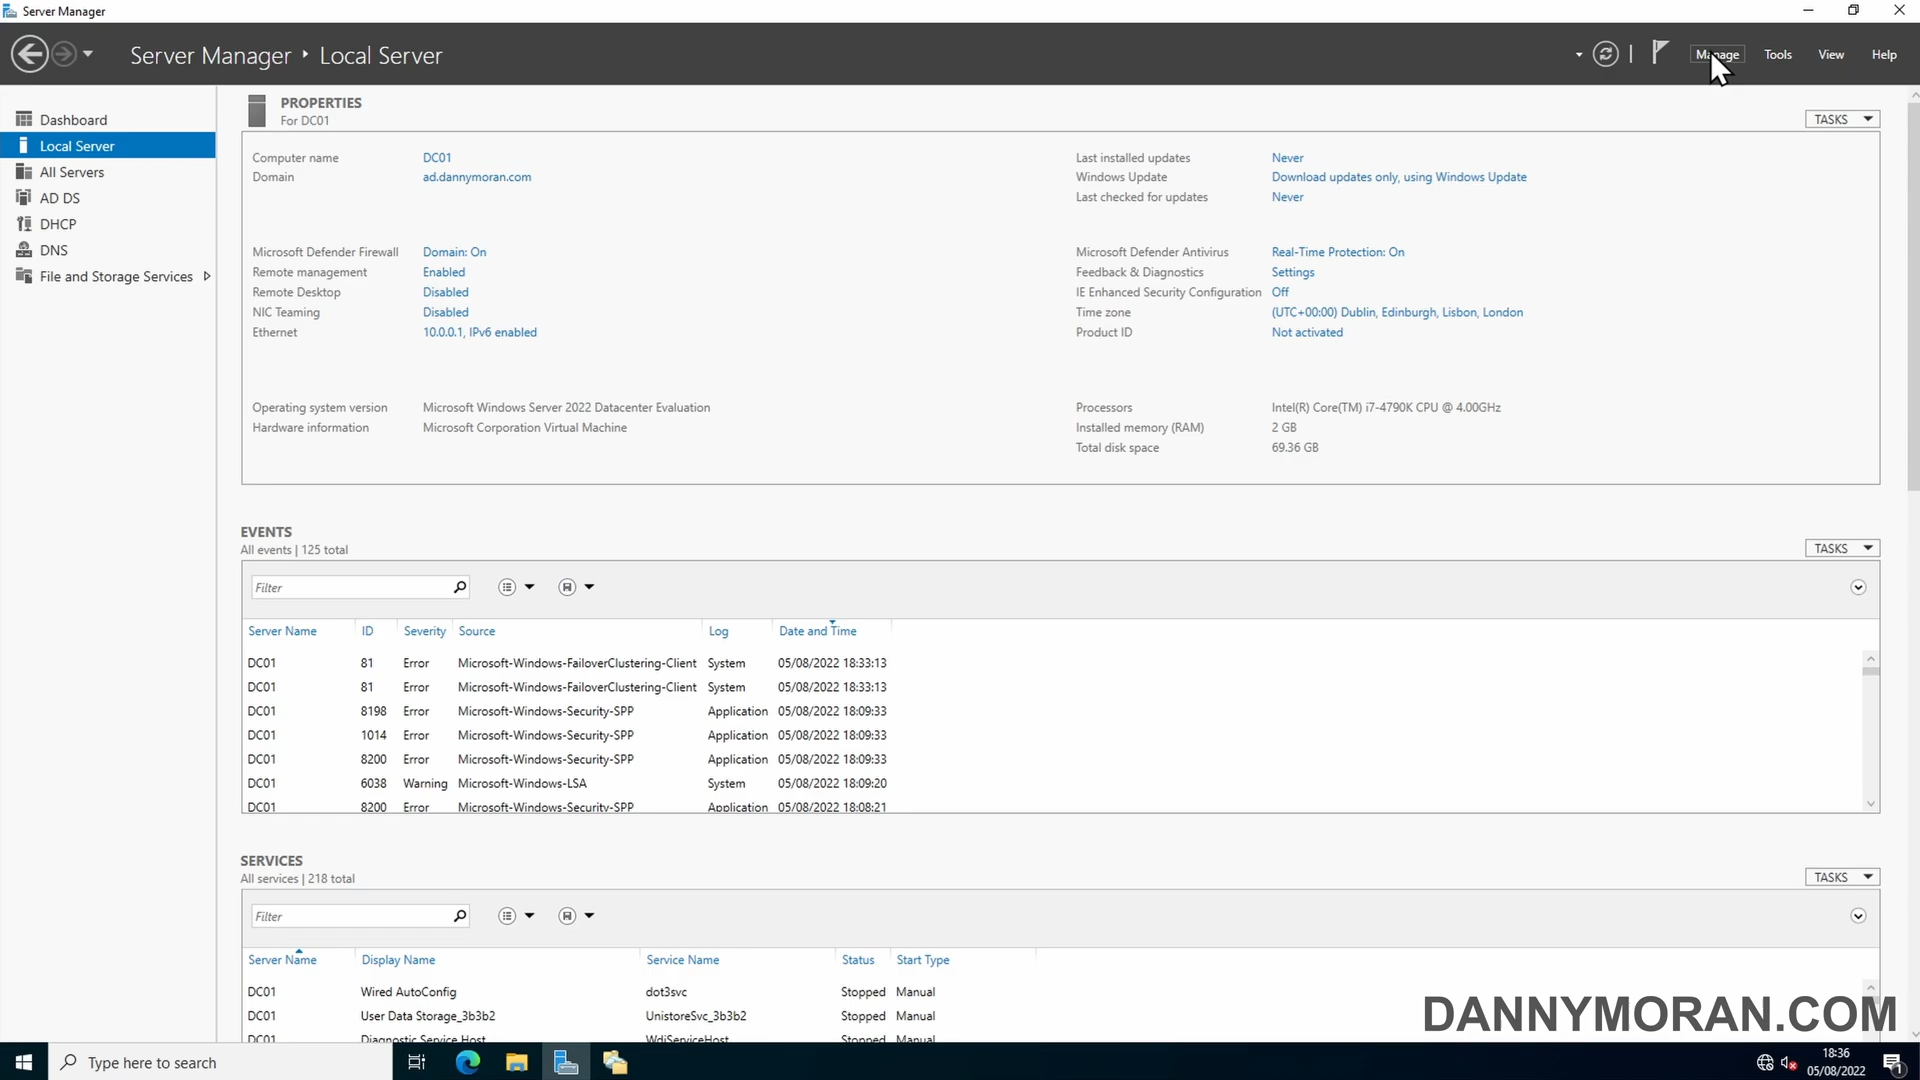 Server Manager
Server Manager ‣ Local Server
Manage Tools View Help
Dashboard
Local Server
All Servers
AD DS
DHCP
DNS
File and Storage Services
PROPERTIES
For DC01
TASKS
Computer name DC01
Domain ad.dannymoran.com
Last installed updates Never
Windows Update Download updates only, using Windows Update
Last checked for updates Never
Microsoft Defender Firewall Domain: On
Remote management Enabled
Remote Desktop Disabled
NIC Teaming Disabled
Ethernet 10.0.0.1, IPv6 enabled
Microsoft Defender Antivirus Real-Time Protection: On
Feedback & Diagnostics Settings
IE Enhanced Security Configuration Off
Time zone (UTC+00:00) Dublin, Edinburgh, Lisbon, London
Product ID Not activated
Operating system version Microsoft Windows Server 2022 Datacenter Evaluation
Hardware information Microsoft Corporation Virtual Machine
Processors Intel(R) Core(TM) i7-4790K CPU @ 4.00GHz
Installed memory (RAM) 2 GB
Total disk space 69.36 GB
EVENTS
All events | 125 total
TASKS
Filter
Server Name ID Severity Source Log Date and Time
DC01 81 Error Microsoft-Windows-FailoverClustering-Client System 05/08/2022 18:33:13
DC01 81 Error Microsoft-Windows-FailoverClustering-Client System 05/08/2022 18:33:13
DC01 8198 Error Microsoft-Windows-Security-SPP Application 05/08/2022 18:09:33
DC01 1014 Error Microsoft-Windows-Security-SPP Application 05/08/2022 18:09:33
DC01 8200 Error Microsoft-Windows-Security-SPP Application 05/08/2022 18:09:33
DC01 6038 Warning Microsoft-Windows-LSA System 05/08/2022 18:09:20
DC01 8200 Error Microsoft-Windows-Security-SPP Application 05/08/2022 18:08:21
SERVICES
All services | 218 total
TASKS
Filter
Server Name Display Name Service Name Status Start Type
DC01 Wired AutoConfig dot3svc Stopped Manual
DC01 User Data Storage_3b3b2 UnistoreSvc_3b3b2 Stopped Manual
DC01 Diagnostic Service Host WdiServiceHost Stopped Manual
DANNYMORAN.COM
Type here to search
18:36
05/08/2022
1